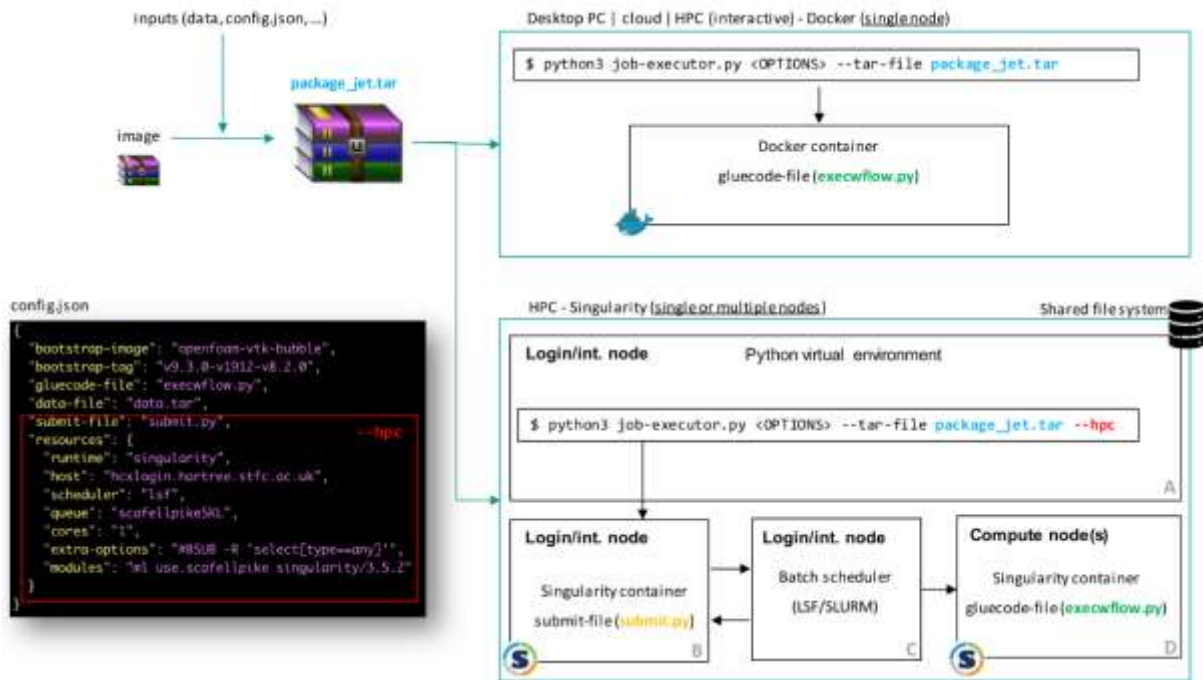 inputs (data, config.json, ...)
package_jet.tar
image
Desktop PC | cloud | HPC (interactive) - Docker (single node)
$ python3 job-executor.py <OPTIONS> --tar-file package_jet.tar
Docker container
gluecode-file (execwflow.py)
config.json
{
"bootstrap-image": "openfoam-vtk-bubble",
"bootstrap-tag": "v9.3.0-v1912-v8.2.0",
"gluecode-file": "execwflow.py",
"data-file": "data.tar",
"submit-file": "submit.py",
--hpc
"resources": {
"runtime": "singularity",
"host": "hcxlogin.hartree.stfc.ac.uk",
"scheduler": "lsf",
"queue": "scafellpikeSKL",
"cores": "1",
"extra-options": "#BSUB -R 'select[type==any]'",
"modules": "ml use.scafellpike singularity/3.5.2"
}
}
HPC - Singularity (single or multiple nodes)
Shared file system
Login/int. node
Python virtual environment
$ python3 job-executor.py <OPTIONS> --tar-file package_jet.tar --hpc
A
Login/int. node
Singularity container
submit-file (submit.py)
B
Login/int. node
Batch scheduler
(LSF/SLURM)
C
Compute node(s)
Singularity container
gluecode-file (execwflow.py)
D